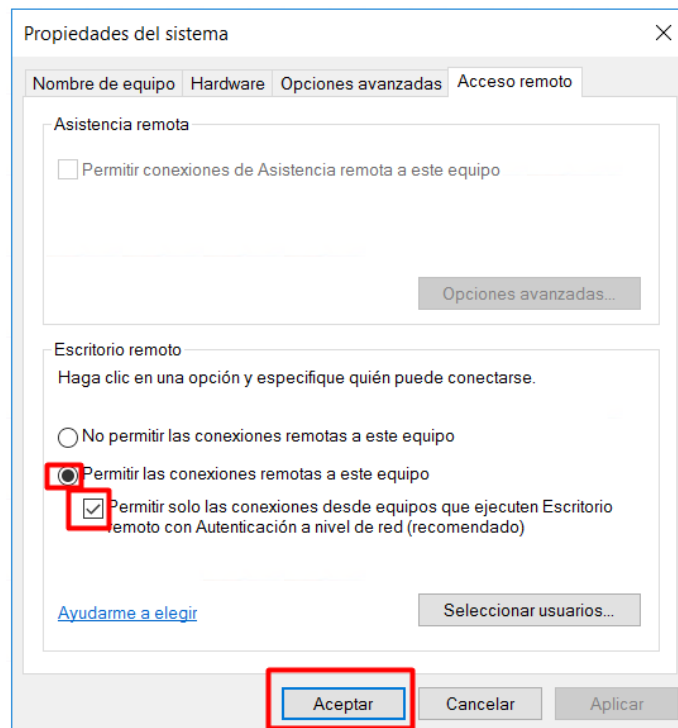 Propiedades del sistema
Nombre de equipo Hardware Opciones avanzadas Acceso remoto
Asistencia remota
Permitir conexiones de Asistencia remota a este equipo
Opciones avanzadas...
Escritorio remoto
Haga clic en una opción y especifique quién puede conectarse.
No permitir las conexiones remotas a este equipo
Permitir las conexiones remotas a este equipo
Permitir solo las conexiones desde equipos que ejecuten Escritorio
remoto con Autenticación a nivel de red (recomendado)
Ayudarme a elegir Seleccionar usuarios...
Aceptar Cancelar Aplicar